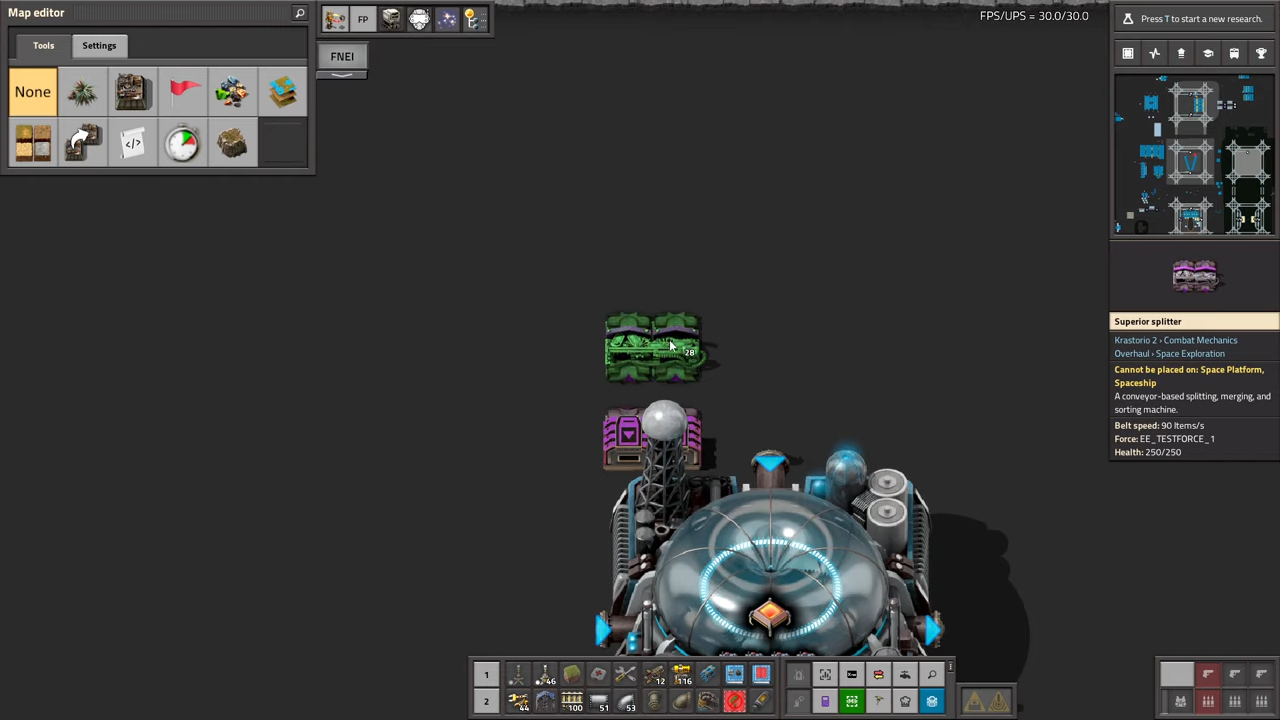 Map editor
FP
FPS/UPS = 30.0/30.0
Press T to start a new research.
Tools
Settings
FNEI
None
</>
28
Superior splitter
Krastorio 2 › Combat Mechanics
Overhaul › Space Exploration
Cannot be placed on: Space Platform,
Spaceship
A conveyor-based splitting, merging, and
sorting machine.
Belt speed: 90 Items/s
Force: EE_TESTFORCE_1
Health: 250/250
1
46
12
116
2
44
100
51
53